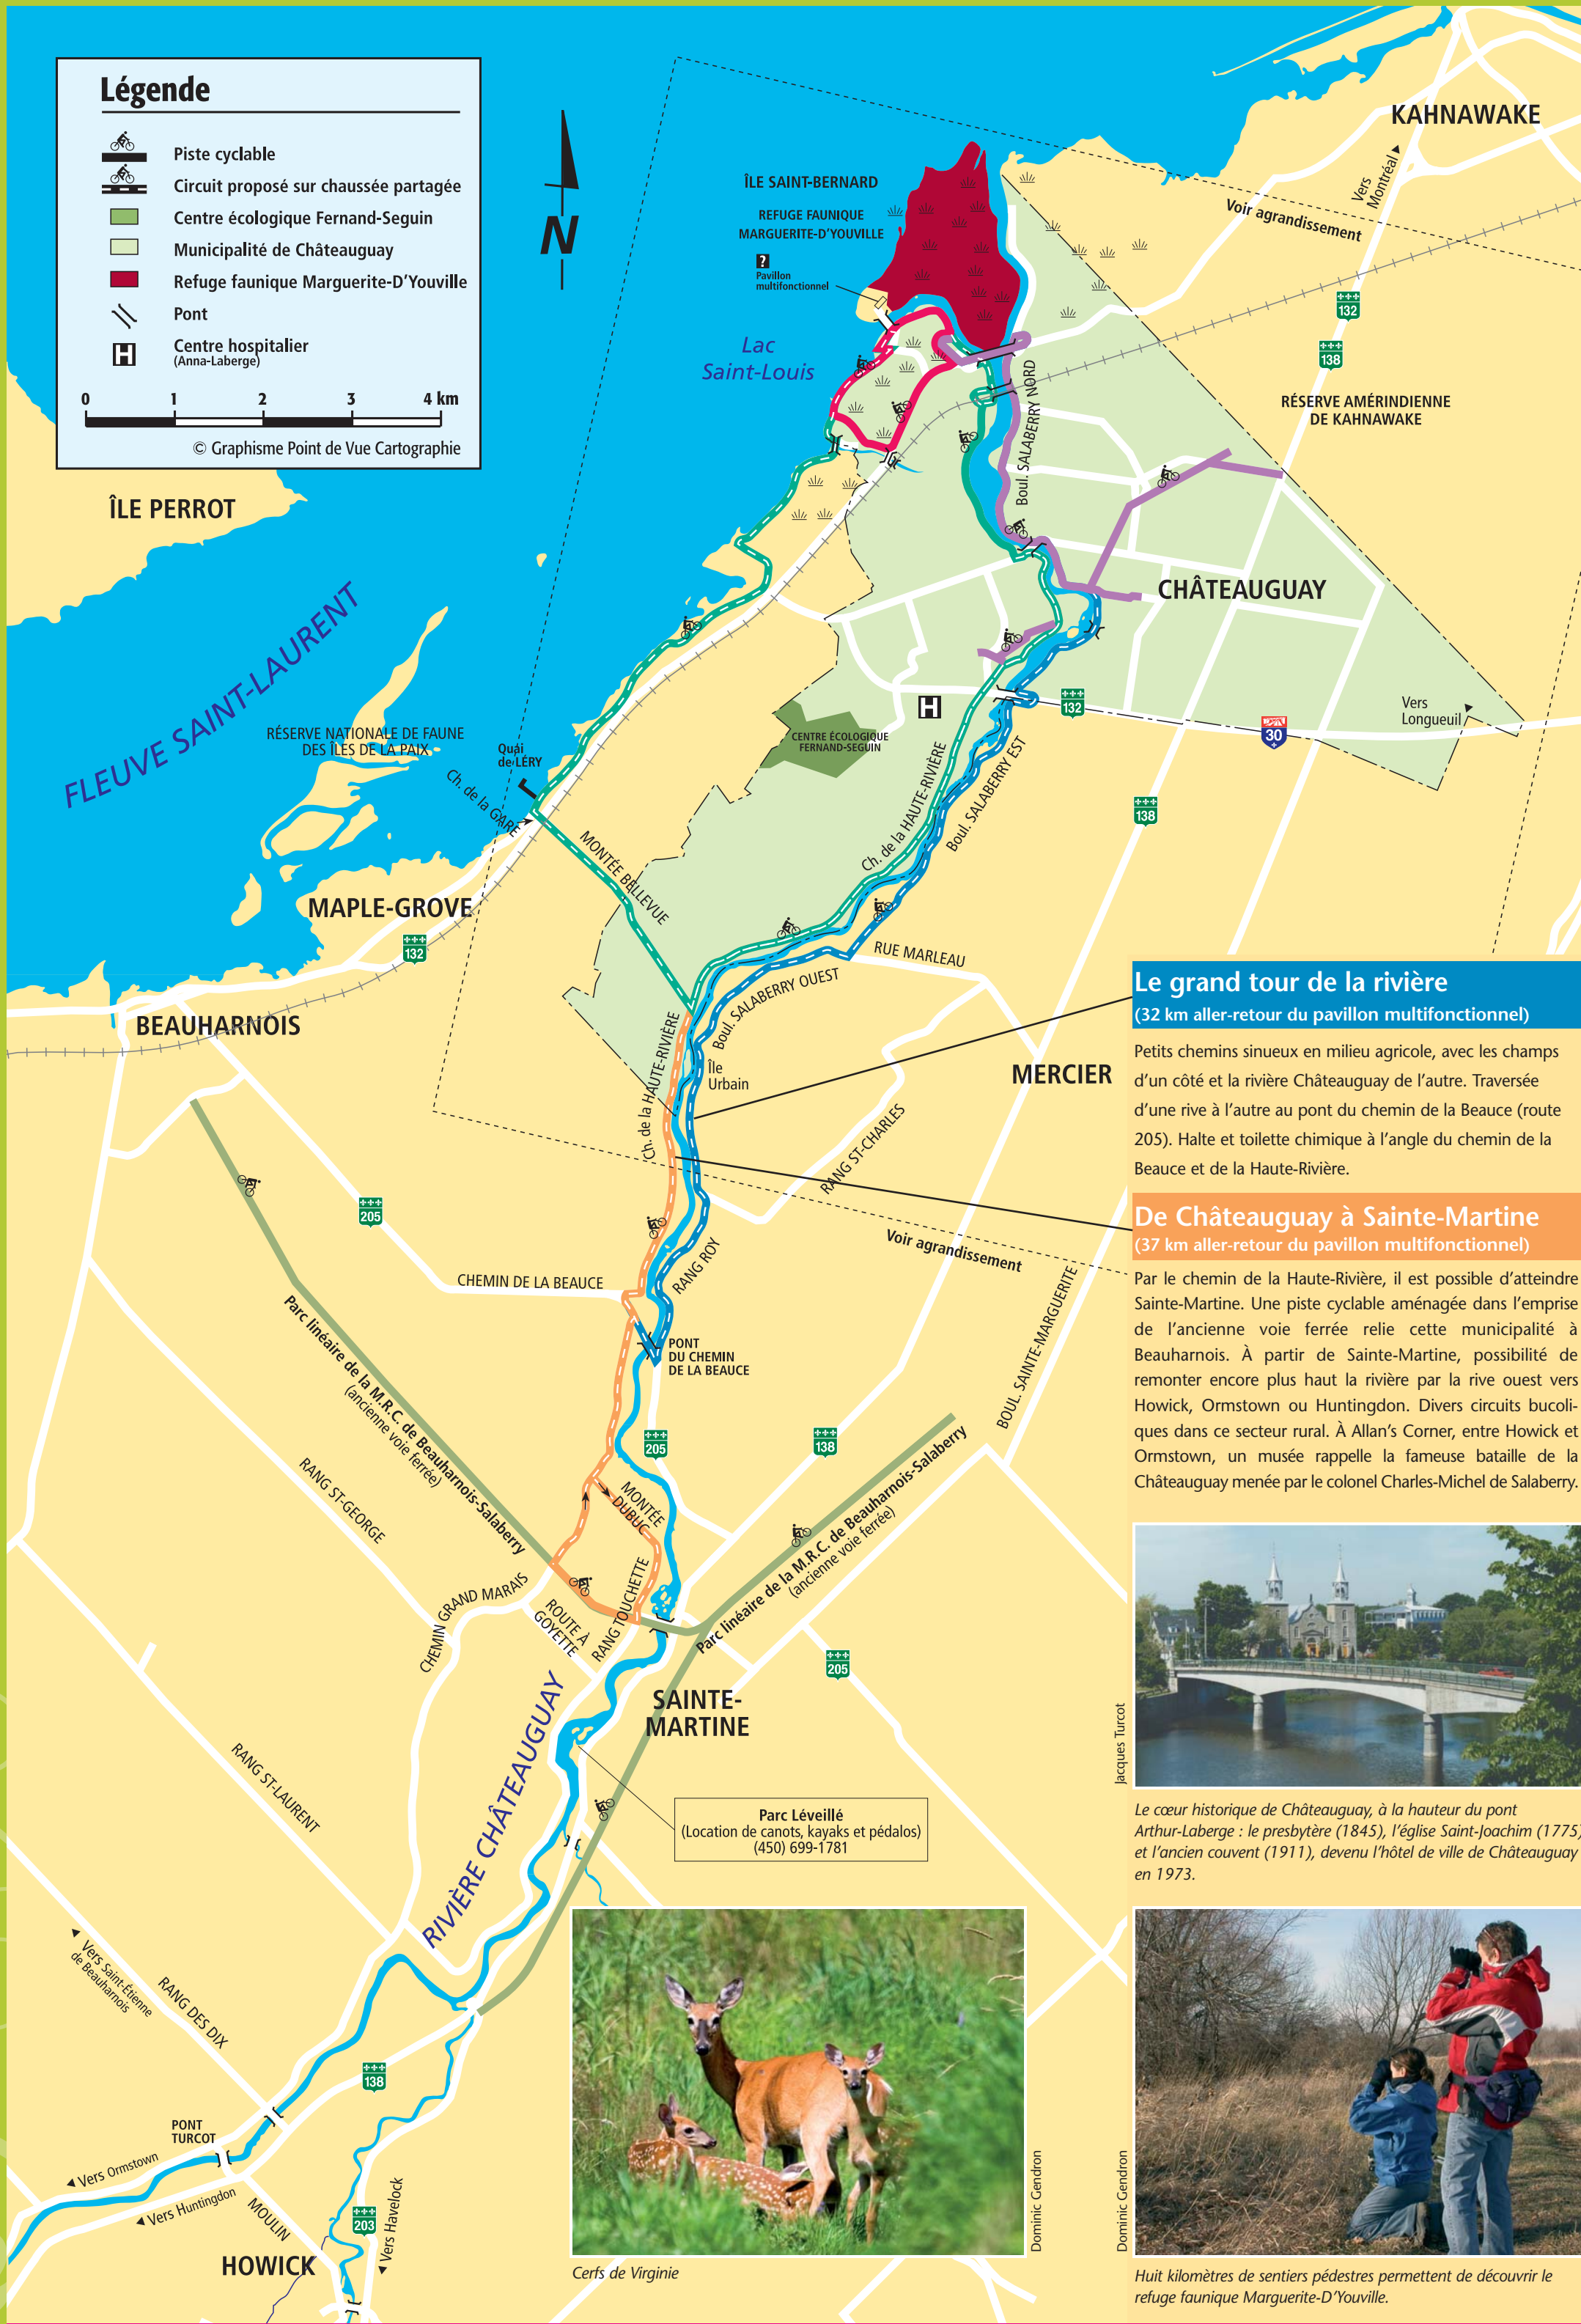 Légende
Piste cyclable
Circuit proposé sur chaussée partagée
Centre écologique Fernand-Seguin
Municipalité de Châteauguay
Refuge faunique Marguerite-D'Youville
Pont
H
Centre hospitalier
(Anna-Laberge)
0 1 2 3 4 km
© Graphisme Point de Vue Cartographie
N
KAHNAWAKE
Vers
Montréal
Voir agrandissement
ÎLE SAINT-BERNARD
REFUGE FAUNIQUE
MARGUERITE-D'YOUVILLE
?
Pavillon
multifonctionnel
Lac
Saint-Louis
132
138
RÉSERVE AMÉRINDIENNE
DE KAHNAWAKE
Boul. SALABERRY NORD
ÎLE PERROT
CHÂTEAUGUAY
FLEUVE SAINT-LAURENT
H
132
Vers
Longueuil
30
RÉSERVE NATIONALE DE FAUNE
DES ÎLES DE LA PAIX
Quai
de LÉRY
Ch. de la GARE
CENTRE ÉCOLOGIQUE
FERNAND-SEGUIN
Ch. de la HAUTE-RIVIÈRE
Boul. SALABERRY EST
138
MONTÉE BELLEVUE
MAPLE-GROVE
132
RUE MARLEAU
Boul. SALABERRY OUEST
BEAUHARNOIS
Ch. de la HAUTE-RIVIÈRE
Île
Urbain
MERCIER
RANG ST-CHARLES
205
Voir agrandissement
RANG ROY
CHEMIN DE LA BEAUCE
PONT
DU CHEMIN
DE LA BEAUCE
BOUL. SAINTE-MARGUERITE
Parc linéaire de la M.R.C. de Beauharnois-Salaberry
(ancienne voie ferrée)
205
138
RANG ST-GEORGE
MONTÉE
DUBUC
Parc linéaire de la M.R.C. de Beauharnois-Salaberry
(ancienne voie ferrée)
CHEMIN GRAND MARAIS
ROUTE À
GOYETTE
RANG TOUCHETTE
205
SAINTE-
MARTINE
RIVIÈRE CHÂTEAUGUAY
RANG ST-LAURENT
Parc Léveillé
(Location de canots, kayaks et pédalos)
(450) 699-1781
Vers Saint-Étienne
de Beauharnois
RANG DES DIX
138
PONT
TURCOT
Vers Ormstown
Vers Huntingdon
MOULIN
203
Vers Havelock
HOWICK
Le grand tour de la rivière
(32 km aller-retour du pavillon multifonctionnel)
Petits chemins sinueux en milieu agricole, avec les champs
d'un côté et la rivière Châteauguay de l'autre. Traversée
d'une rive à l'autre au pont du chemin de la Beauce (route
205). Halte et toilette chimique à l'angle du chemin de la
Beauce et de la Haute-Rivière.
De Châteauguay à Sainte-Martine
(37 km aller-retour du pavillon multifonctionnel)
Par le chemin de la Haute-Rivière, il est possible d'atteindre
Sainte-Martine. Une piste cyclable aménagée dans l'emprise
de l'ancienne voie ferrée relie cette municipalité à
Beauharnois. À partir de Sainte-Martine, possibilité de
remonter encore plus haut la rivière par la rive ouest vers
Howick, Ormstown ou Huntingdon. Divers circuits bucoli-
ques dans ce secteur rural. À Allan's Corner, entre Howick et
Ormstown, un musée rappelle la fameuse bataille de la
Châteauguay menée par le colonel Charles-Michel de Salaberry.
Jacques Turcot
Le cœur historique de Châteauguay, à la hauteur du pont
Arthur-Laberge : le presbytère (1845), l'église Saint-Joachim (1775)
et l'ancien couvent (1911), devenu l'hôtel de ville de Châteauguay
en 1973.
Dominic Gendron
Cerfs de Virginie
Dominic Gendron
Huit kilomètres de sentiers pédestres permettent de découvrir le
refuge faunique Marguerite-D'Youville.